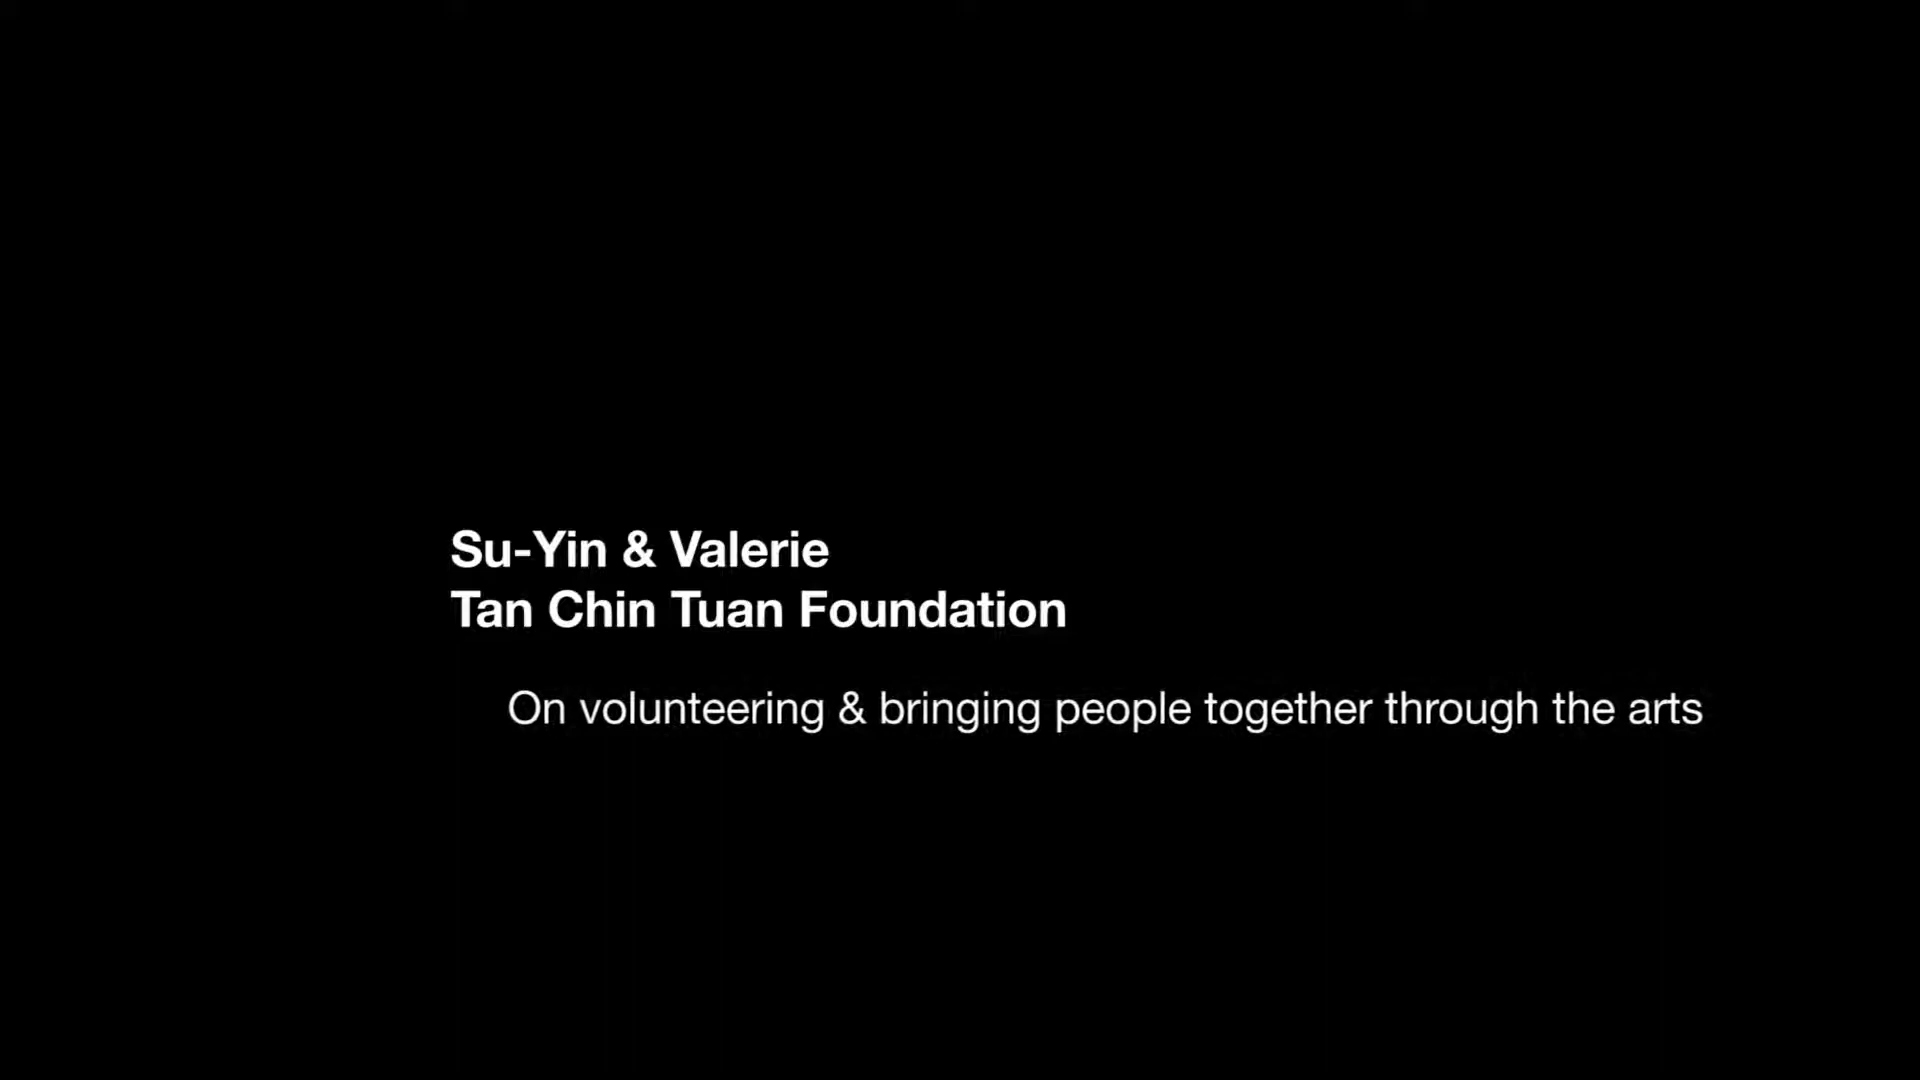 Su-Yin & Valerie
Tan Chin Tuan Foundation
On volunteering & bringing people together through the arts